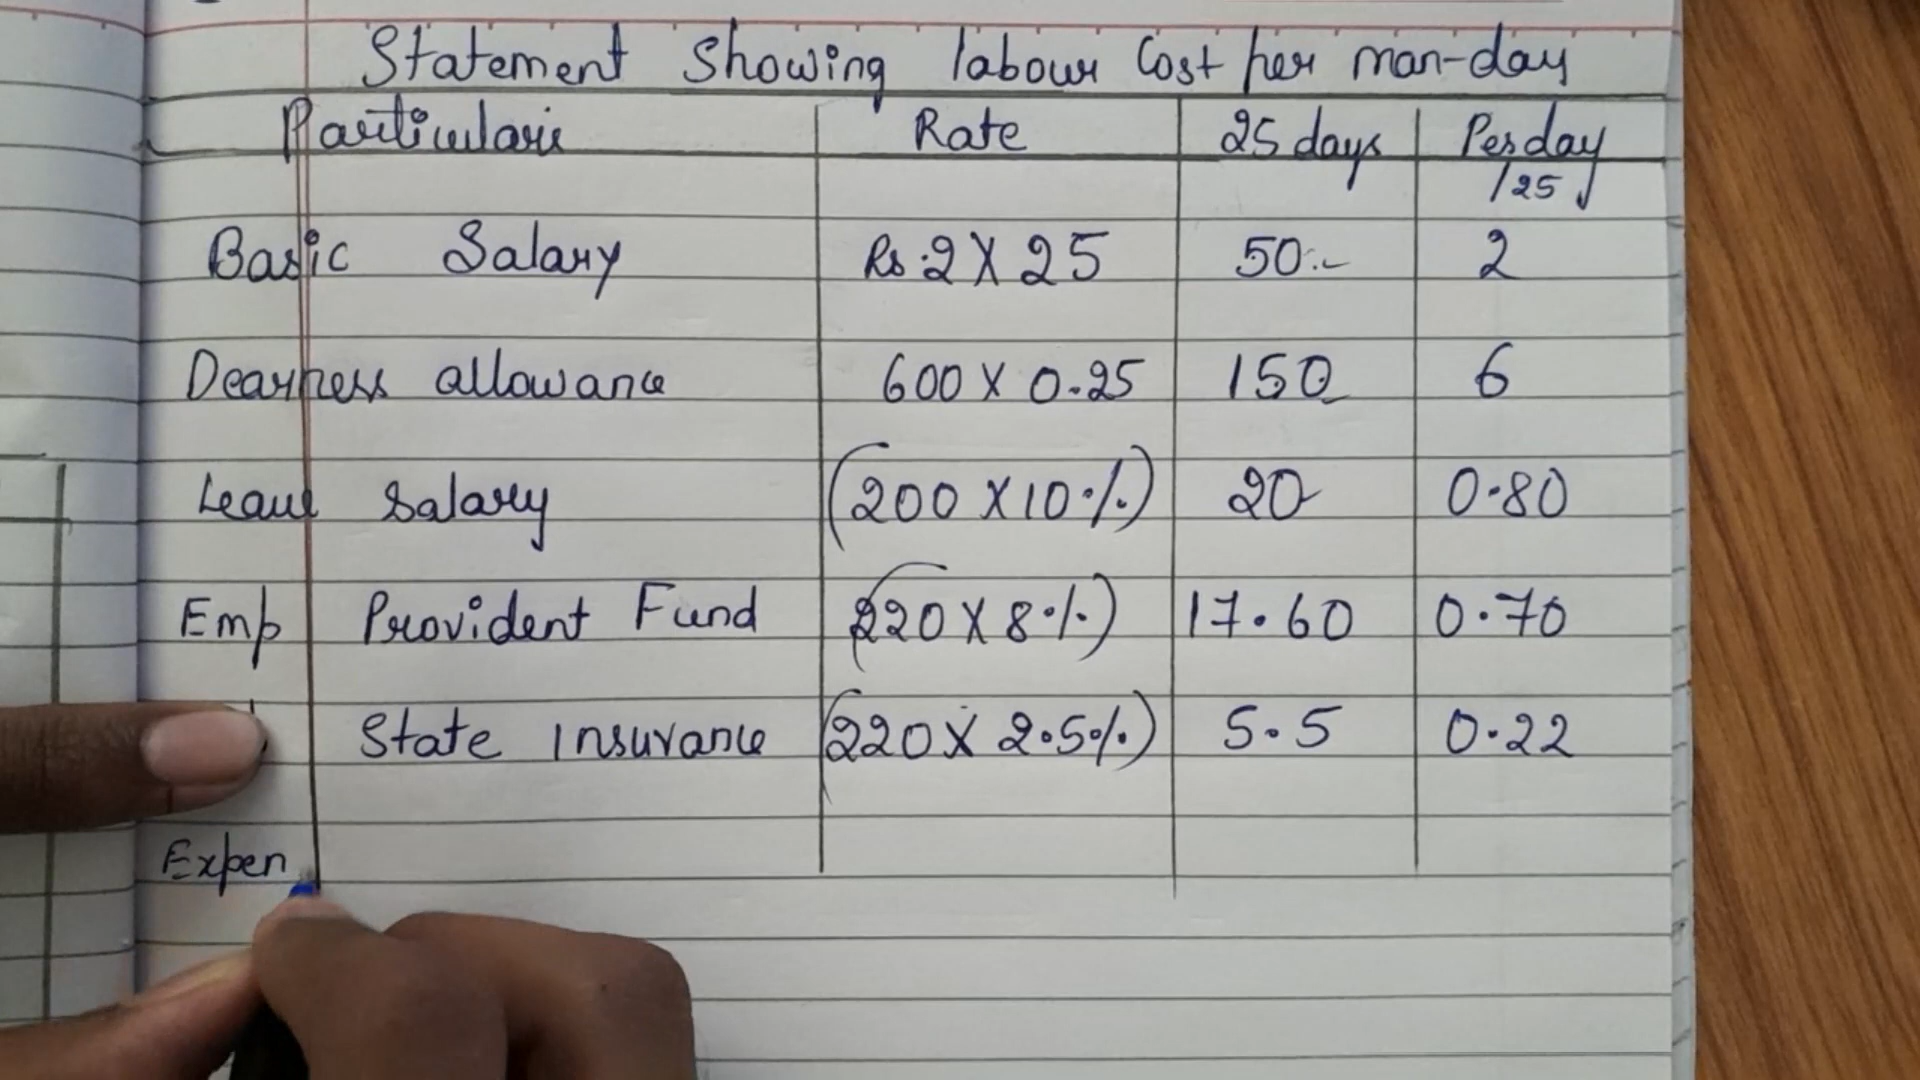 Statement Showing labour Cost per man-day
Particulars Rate 25 days Per day
/25
Basic Salary Rs.2 X 25 50 2
Dearness allowance 600 X 0.25 150 6
Leave Salary (200 X 10%) 20 0.80
Emp Provident Fund (220 X 8%) 17.60 0.70
State Insurance (220 X 2.5%) 5.5 0.22
Expen